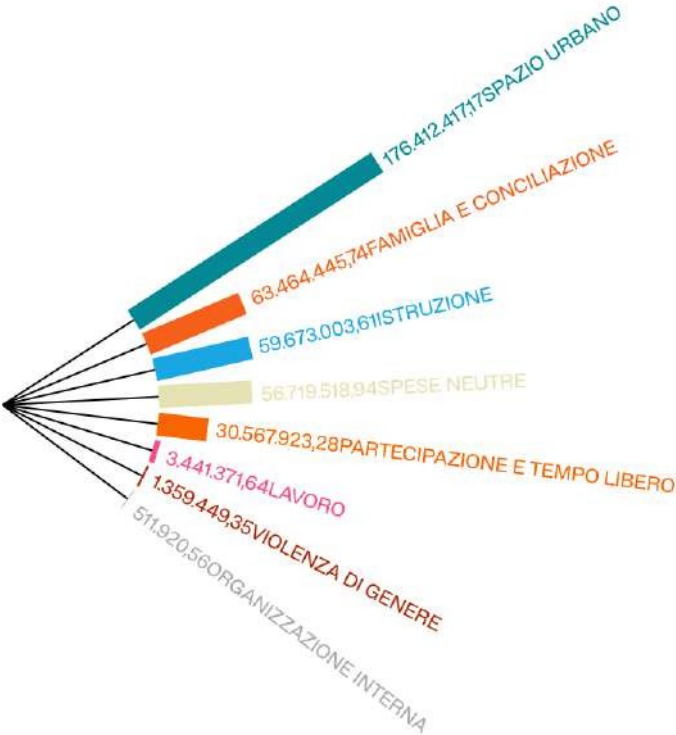 176.412.417,17SPAZIO URBANO
63.464.445,74FAMIGLIA E CONCILIAZIONE
59.673.003,61ISTRUZIONE
56.719.518,94SPESE NEUTRE
30.567.923,28PARTECIPAZIONE E TEMPO LIBERO
3.441.371,64LAVORO
1.359.449,35VIOLENZA DI GENERE
511.920,56ORGANIZZAZIONE INTERNA